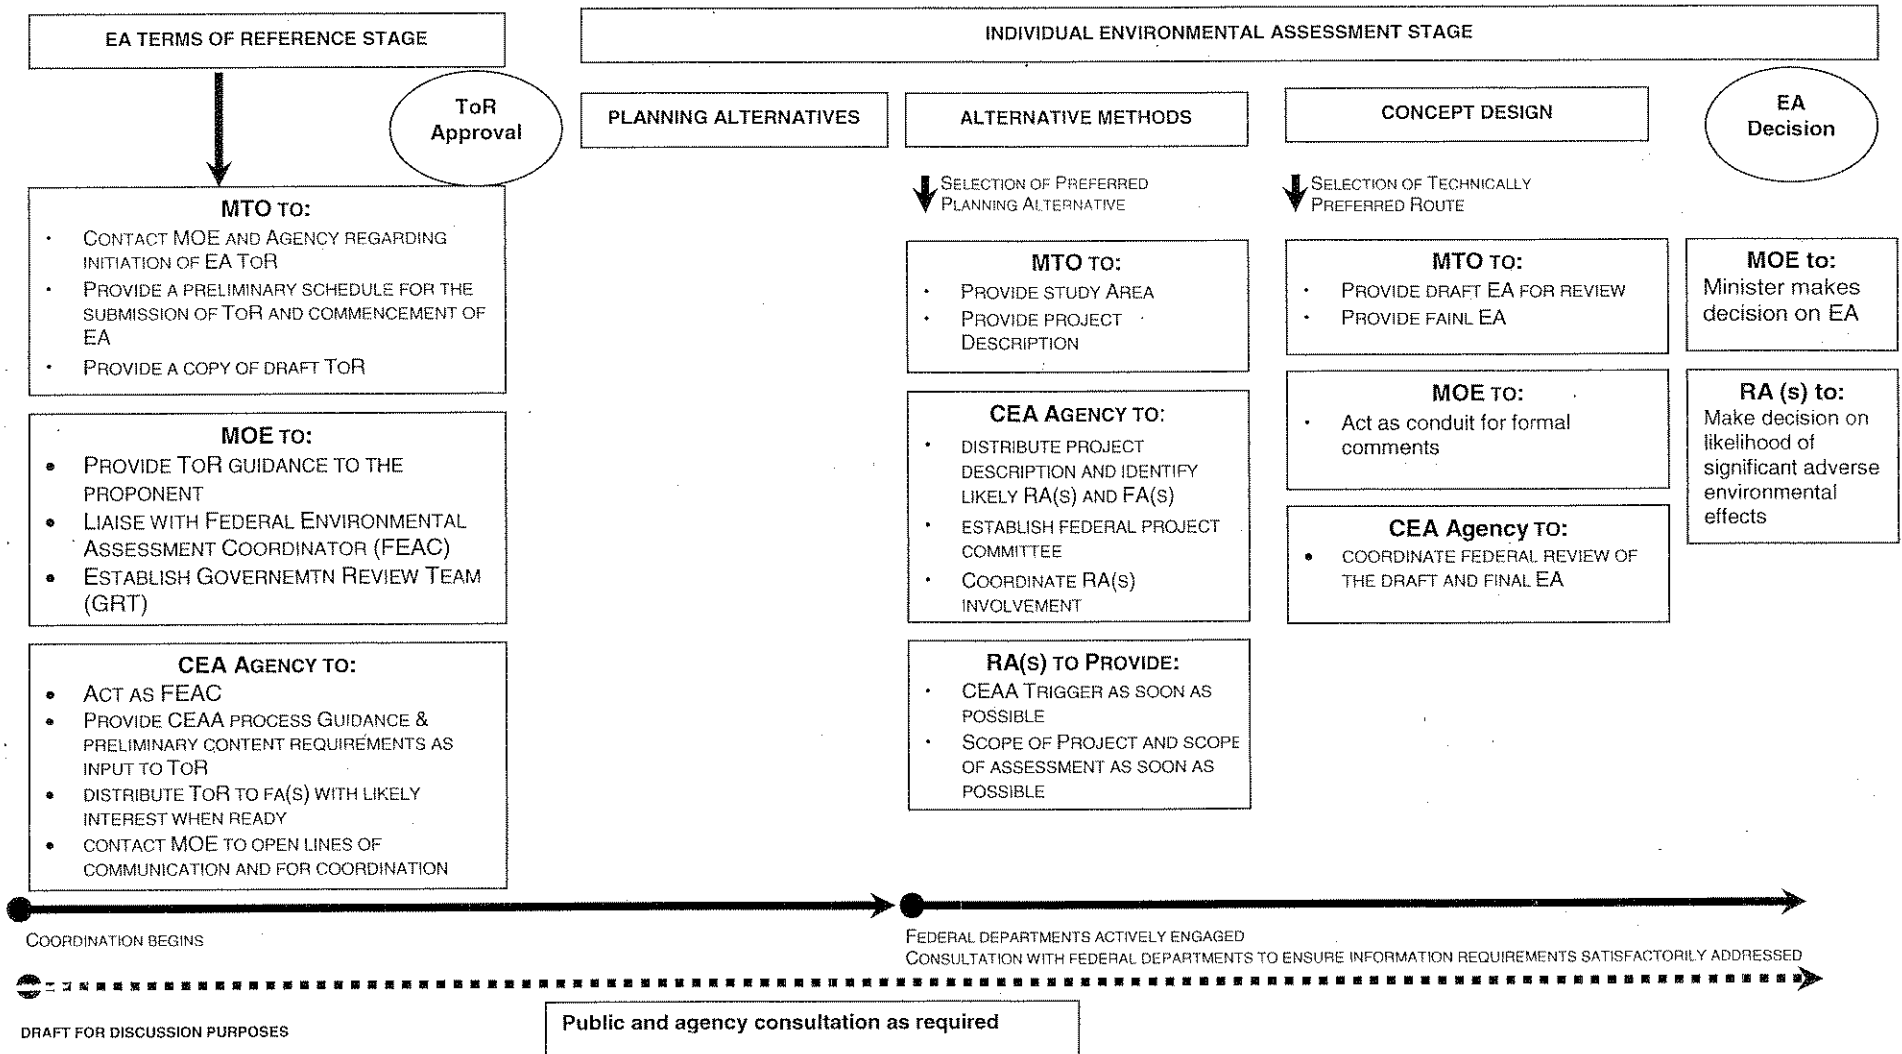 EA TERMS OF REFERENCE STAGE
INDIVIDUAL ENVIRONMENTAL ASSESSMENT STAGE
ToR
Approval
PLANNING ALTERNATIVES
ALTERNATIVE METHODS
CONCEPT DESIGN
EA
Decision
MTO TO:
· CONTACT MOE AND AGENCY REGARDING
INITIATION OF EA TOR
· PROVIDE A PRELIMINARY SCHEDULE FOR THE
SUBMISSION OF TOR AND COMMENCEMENT OF
EA
· PROVIDE A COPY OF DRAFT TOR
MOE TO:
• PROVIDE TOR GUIDANCE TO THE
PROPONENT
• LIAISE WITH FEDERAL ENVIRONMENTAL
ASSESSMENT COORDINATOR (FEAC)
• ESTABLISH GOVERNEMTN REVIEW TEAM
(GRT)
CEA AGENCY TO:
• ACT AS FEAC
• PROVIDE CEAA PROCESS GUIDANCE &
PRELIMINARY CONTENT REQUIREMENTS AS
INPUT TO TOR
• DISTRIBUTE TOR TO FA(S) WITH LIKELY
INTEREST WHEN READY
• CONTACT MOE TO OPEN LINES OF
COMMUNICATION AND FOR COORDINATION
SELECTION OF PREFERRED
PLANNING ALTERNATIVE
MTO TO:
· PROVIDE STUDY AREA
· PROVIDE PROJECT
DESCRIPTION
CEA AGENCY TO:
· DISTRIBUTE PROJECT
DESCRIPTION AND IDENTIFY
LIKELY RA(S) AND FA(S)
· ESTABLISH FEDERAL PROJECT
COMMITTEE
· COORDINATE RA(S)
INVOLVEMENT
RA(S) TO PROVIDE:
· CEAA TRIGGER AS SOON AS
POSSIBLE
· SCOPE OF PROJECT AND SCOPE
OF ASSESSMENT AS SOON AS
POSSIBLE
SELECTION OF TECHNICALLY
PREFERRED ROUTE
MTO TO:
· PROVIDE DRAFT EA FOR REVIEW
· PROVIDE FAINL EA
MOE TO:
· Act as conduit for formal
comments
CEA Agency TO:
• COORDINATE FEDERAL REVIEW OF
THE DRAFT AND FINAL EA
MOE to:
Minister makes
decision on EA
RA (s) to:
Make decision on
likelihood of
significant adverse
environmental
effects
COORDINATION BEGINS
FEDERAL DEPARTMENTS ACTIVELY ENGAGED
CONSULTATION WITH FEDERAL DEPARTMENTS TO ENSURE INFORMATION REQUIREMENTS SATISFACTORILY ADDRESSED
DRAFT FOR DISCUSSION PURPOSES
Public and agency consultation as required